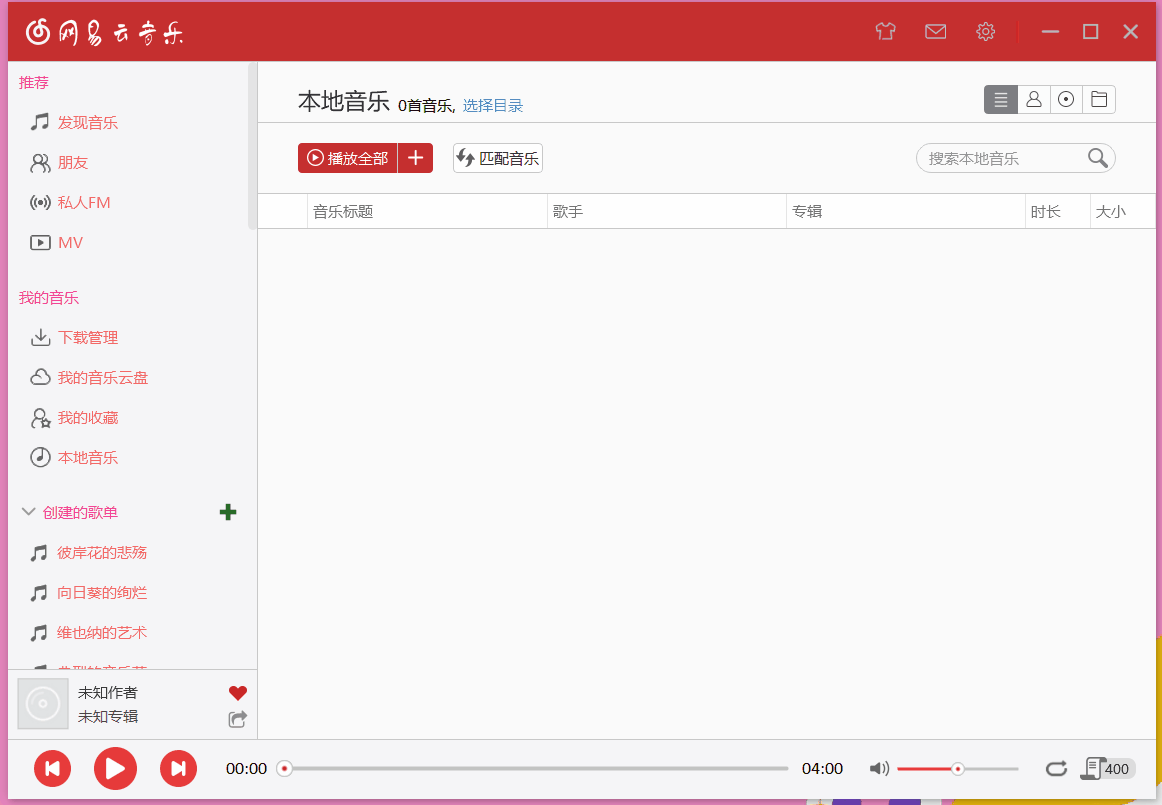 网易云音乐
推荐
发现音乐
朋友
私人FM
MV
我的音乐
下载管理
我的音乐云盘
我的收藏
本地音乐
创建的歌单
彼岸花的悲殇
向日葵的绚烂
维也纳的艺术
未知作者
未知专辑
本地音乐 0首音乐, 选择目录
播放全部
匹配音乐
搜索本地音乐
音乐标题 歌手 专辑 时长 大小
00:00 04:00 400